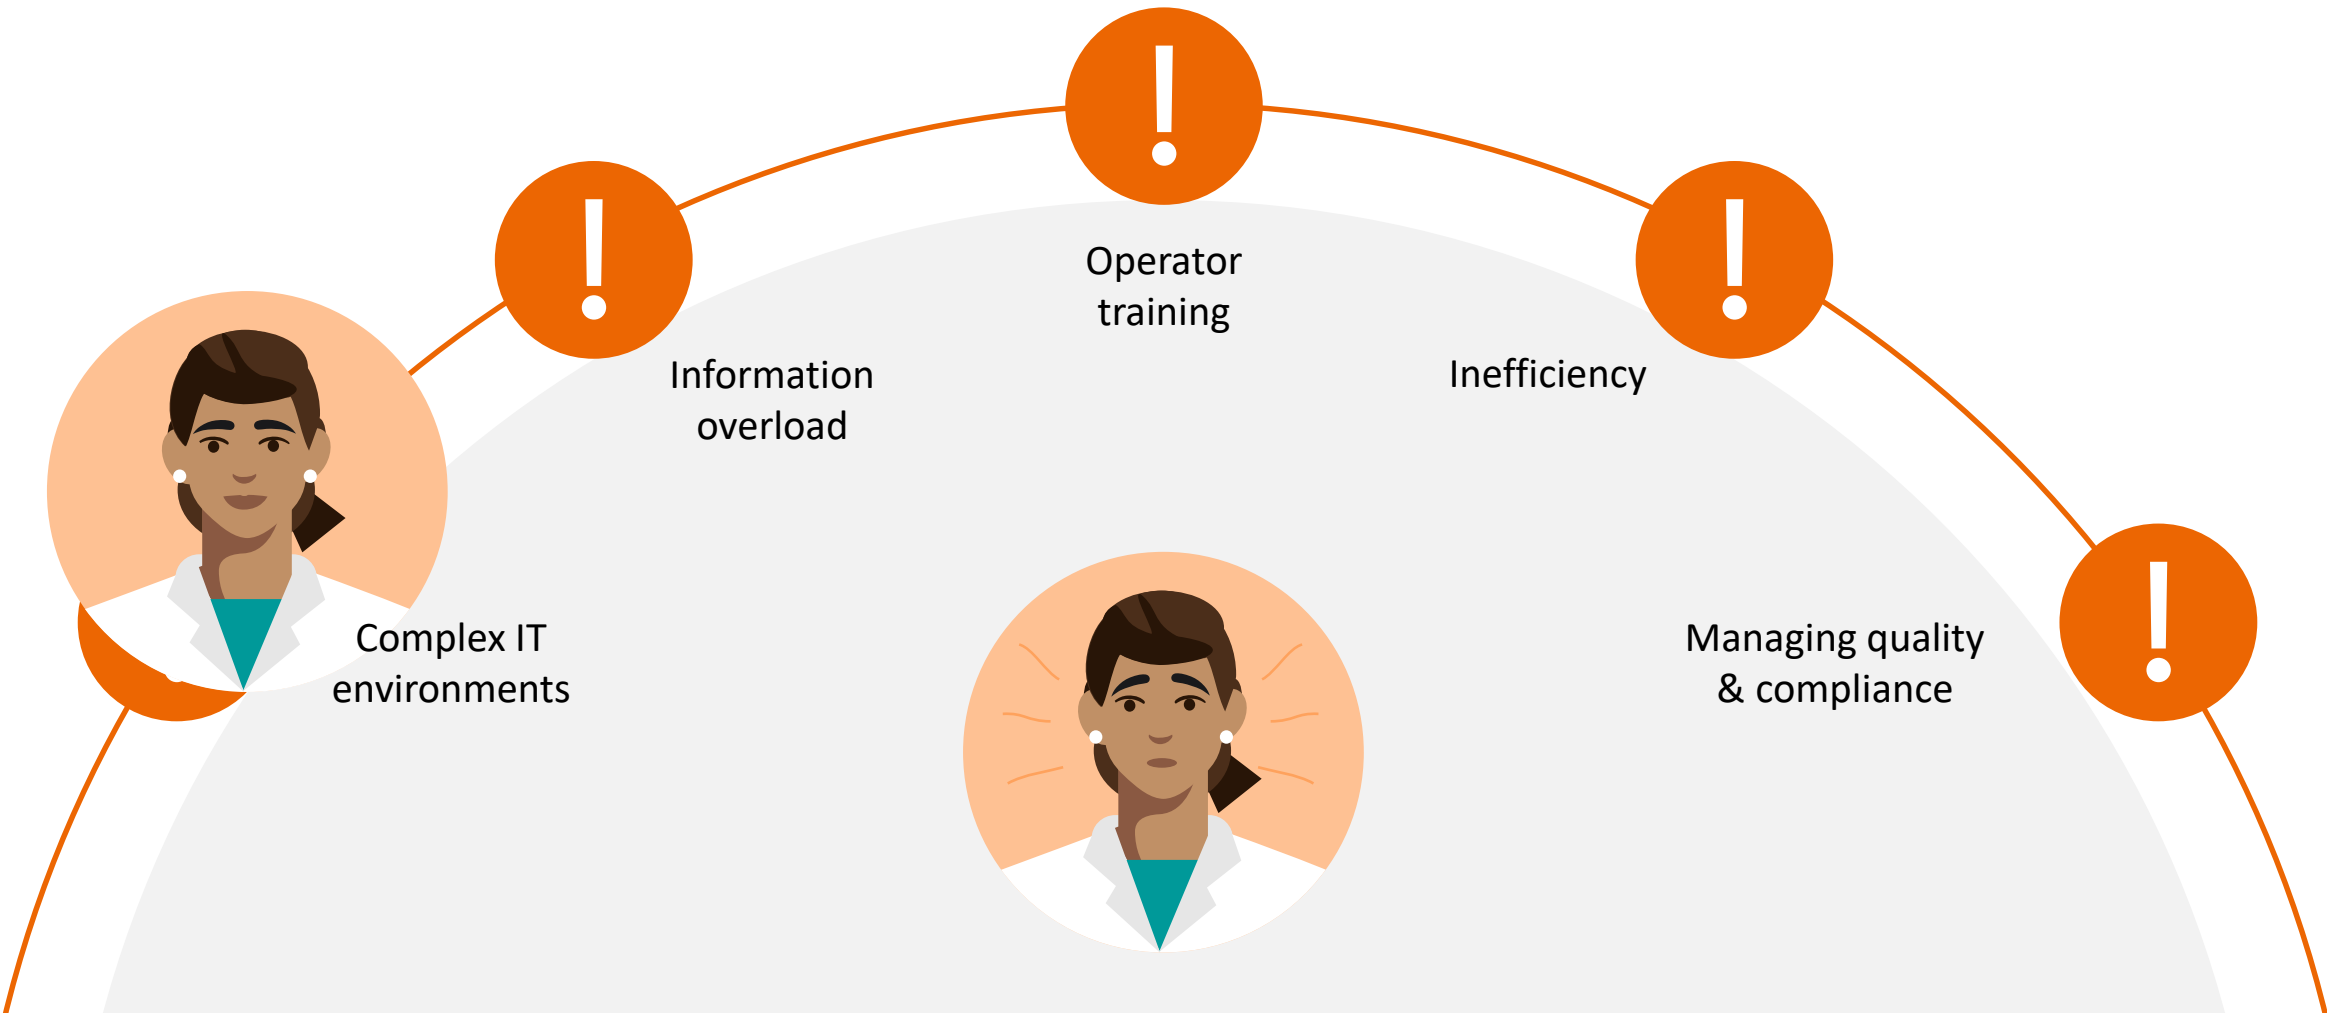 Complex IT
environments
Information
overload
Operator
training
Inefficiency
Managing quality
& compliance